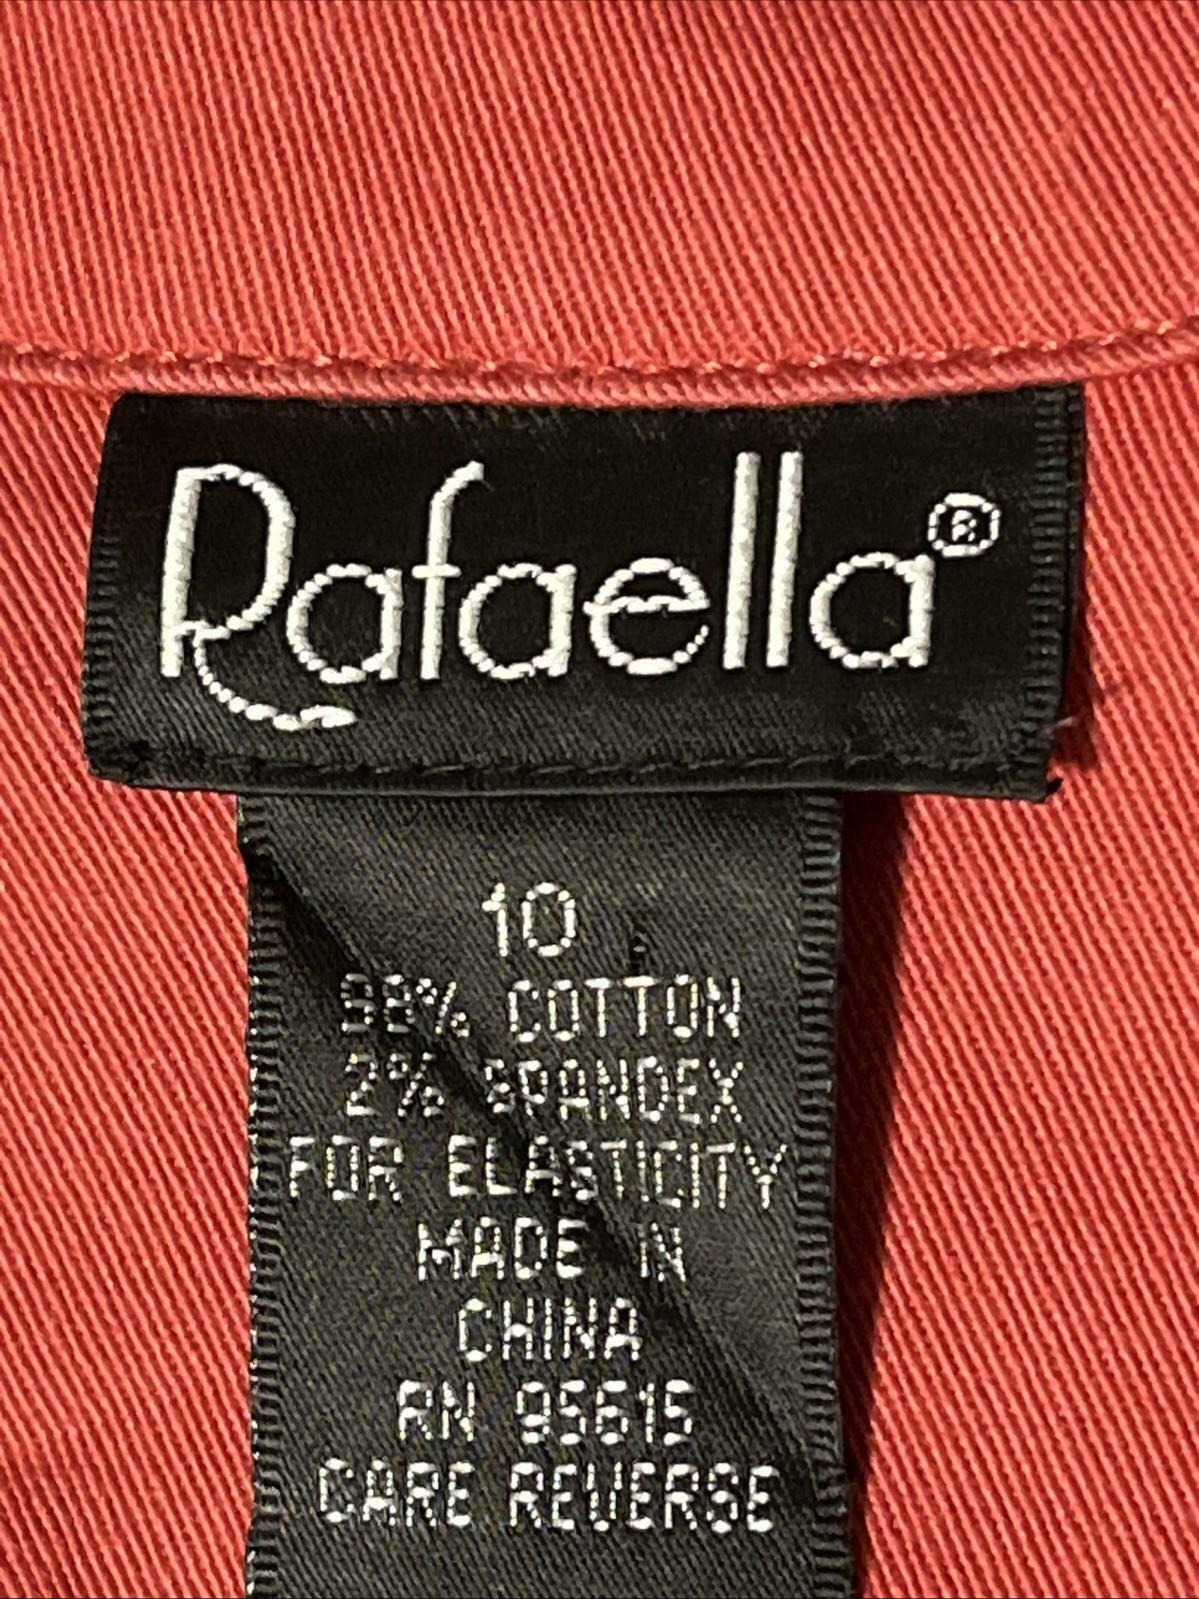 Rafaella®
10
98% COTTON
2% SPANDEX
FOR ELASTICITY
MADE IN
CHINA
RN 95615
CARE REVERSE